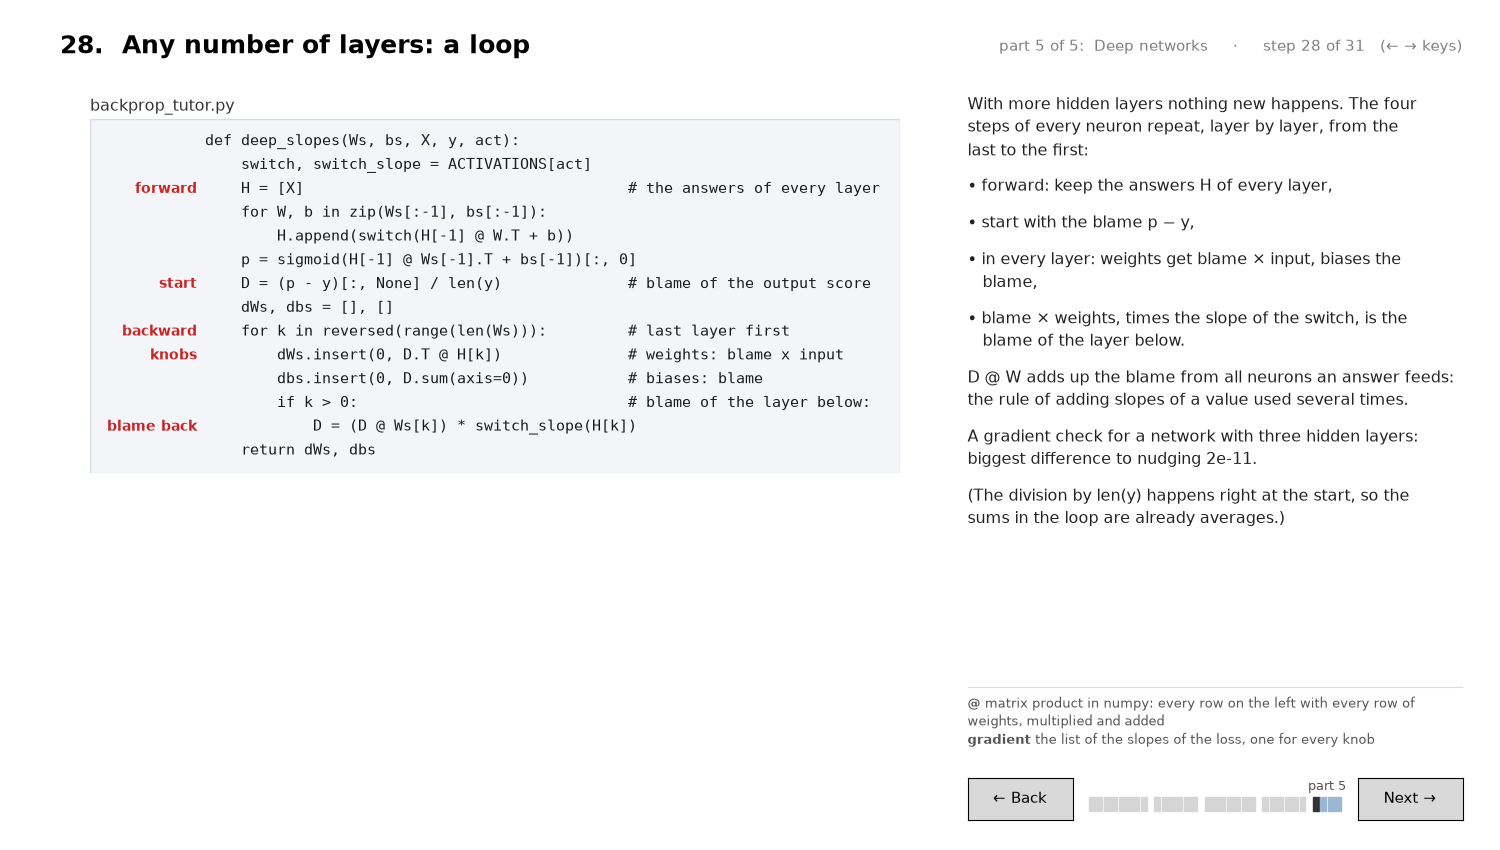 28.  Any number of layers: a loop
part 5 of 5:  Deep networks  ·  step 28 of 31  (← → keys)
backprop_tutor.py
def deep_slopes(Ws, bs, X, y, act):
    switch, switch_slope = ACTIVATIONS[act]
forward    H = [X]    # the answers of every layer
    for W, b in zip(Ws[:-1], bs[:-1]):
        H.append(switch(H[-1] @ W.T + b))
    p = sigmoid(H[-1] @ Ws[-1].T + bs[-1])[:, 0]
start    D = (p - y)[:, None] / len(y)    # blame of the output score
    dWs, dbs = [], []
backward    for k in reversed(range(len(Ws))):    # last layer first
knobs        dWs.insert(0, D.T @ H[k])    # weights: blame x input
        dbs.insert(0, D.sum(axis=0))    # biases: blame
        if k > 0:    # blame of the layer below:
blame back            D = (D @ Ws[k]) * switch_slope(H[k])
    return dWs, dbs
With more hidden layers nothing new happens. The four
steps of every neuron repeat, layer by layer, from the
last to the first:
• forward: keep the answers H of every layer,
• start with the blame p − y,
• in every layer: weights get blame × input, biases the
blame,
• blame × weights, times the slope of the switch, is the
blame of the layer below.
D @ W adds up the blame from all neurons an answer feeds:
the rule of adding slopes of a value used several times.
A gradient check for a network with three hidden layers:
biggest difference to nudging 2e-11.
(The division by len(y) happens right at the start, so the
sums in the loop are already averages.)
@ matrix product in numpy: every row on the left with every row of
weights, multiplied and added
gradient the list of the slopes of the loss, one for every knob
← Back
part 5
Next →